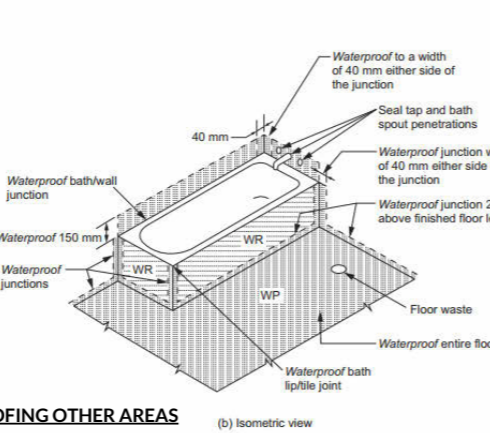 Waterproof to a width
of 40 mm either side of
the junction
40 mm
Seal tap and bath
spout penetrations
Waterproof junction
of 40 mm either side
the junction
Waterproof bath/wall
junction
Waterproof junction
above finished floor
Waterproof 150 mm
WR
Waterproof
junctions
WR
WP
Floor waste
Waterproof entire
Waterproof bath
lip/tile joint
OTHER AREAS
(b) Isometric view